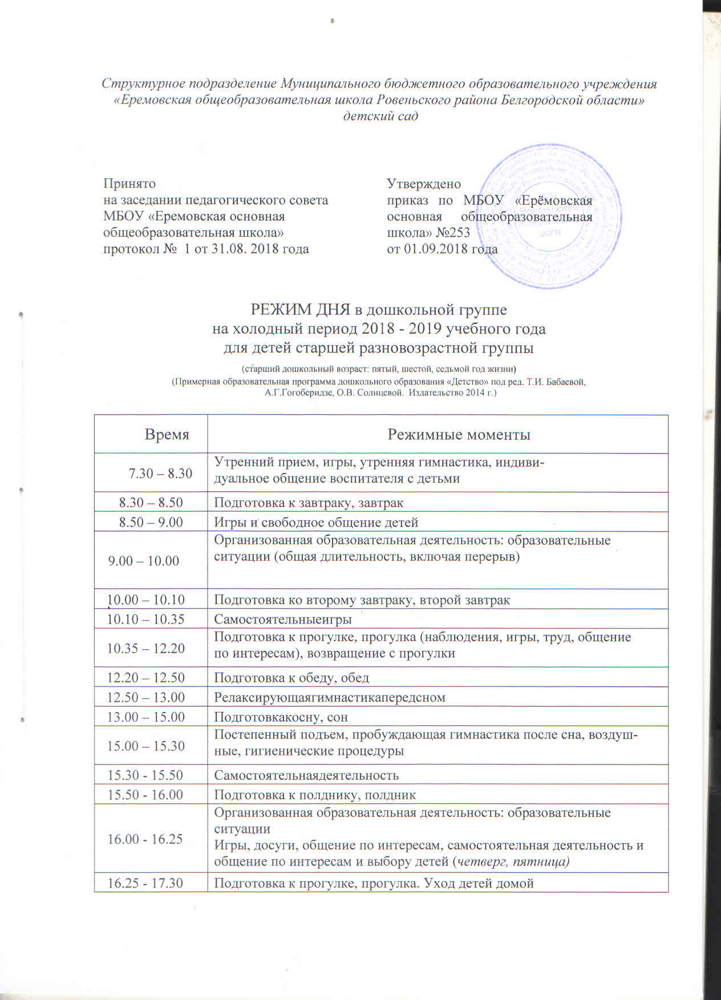 Структурное подразделение Муниципального бюджетного образовательного учреждения
«Еремовская общеобразовательная школа Ровеньского района Белгородской области»
детский сад
Принято
на заседании педагогического совета
МБОУ «Еремовская основная
общеобразовательная школа»
протокол № 1 от 31.08. 2018 года
Утверждено
приказ по МБОУ «Ерёмовская
основная общеобразовательная
школа» №253
от 01.09.2018 года
РЕЖИМ ДНЯ в дошкольной группе
на холодный период 2018 - 2019 учебного года
для детей старшей разновозрастной группы
(старший дошкольный возраст: пятый, шестой, седьмой год жизни)
(Примерная образовательная программа дошкольного образования «Детство» под ред. Т.И. Бабаевой,
А.Г.Гогоберидзе, О.В. Солнцевой. Издательство 2014 г.)
Время Режимные моменты
7.30 – 8.30 Утренний прием, игры, утренняя гимнастика, индиви-
дуальное общение воспитателя с детьми
8.30 – 8.50 Подготовка к завтраку, завтрак
8.50 – 9.00 Игры и свободное общение детей
9.00 – 10.00 Организованная образовательная деятельность: образовательные
ситуации (общая длительность, включая перерыв)
10.00 – 10.10 Подготовка ко второму завтраку, второй завтрак
10.10 – 10.35 Самостоятельныеигры
10.35 – 12.20 Подготовка к прогулке, прогулка (наблюдения, игры, труд, общение
по интересам), возвращение с прогулки
12.20 – 12.50 Подготовка к обеду, обед
12.50 – 13.00 Релаксирующаягимнастикапередсном
13.00 – 15.00 Подготовкакосну, сон
15.00 – 15.30 Постепенный подъем, пробуждающая гимнастика после сна, воздуш-
ные, гигиенические процедуры
15.30 - 15.50 Самостоятельнаядеятельность
15.50 - 16.00 Подготовка к полднику, полдник
16.00 - 16.25 Организованная образовательная деятельность: образовательные
ситуации
Игры, досуги, общение по интересам, самостоятельная деятельность и
общение по интересам и выбору детей (четверг, пятница)
16.25 - 17.30 Подготовка к прогулке, прогулка. Уход детей домой